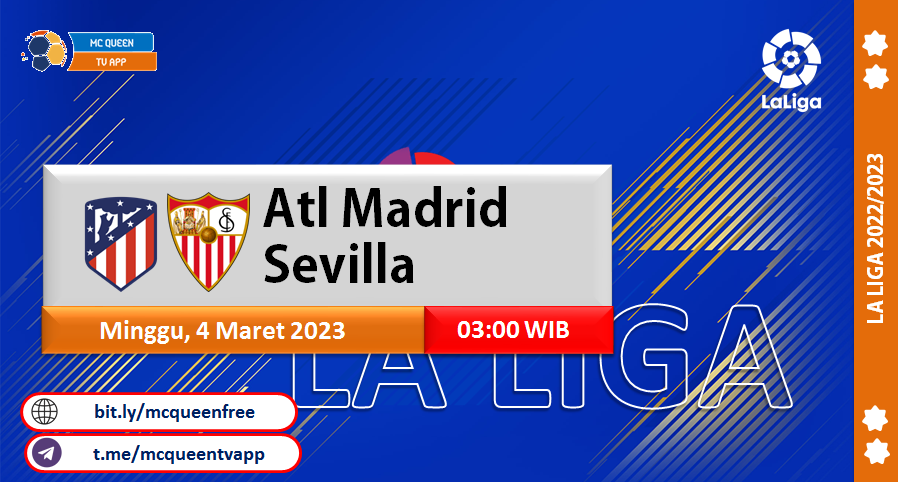 MC QUEEN
TV APP
LaLiga
Atl Madrid
Sevilla
Minggu, 4 Maret 2023
03:00 WIB
LA LIGA
LA LIGA 2022/2023
bit.ly/mcqueenfree
t.me/mcqueentvapp